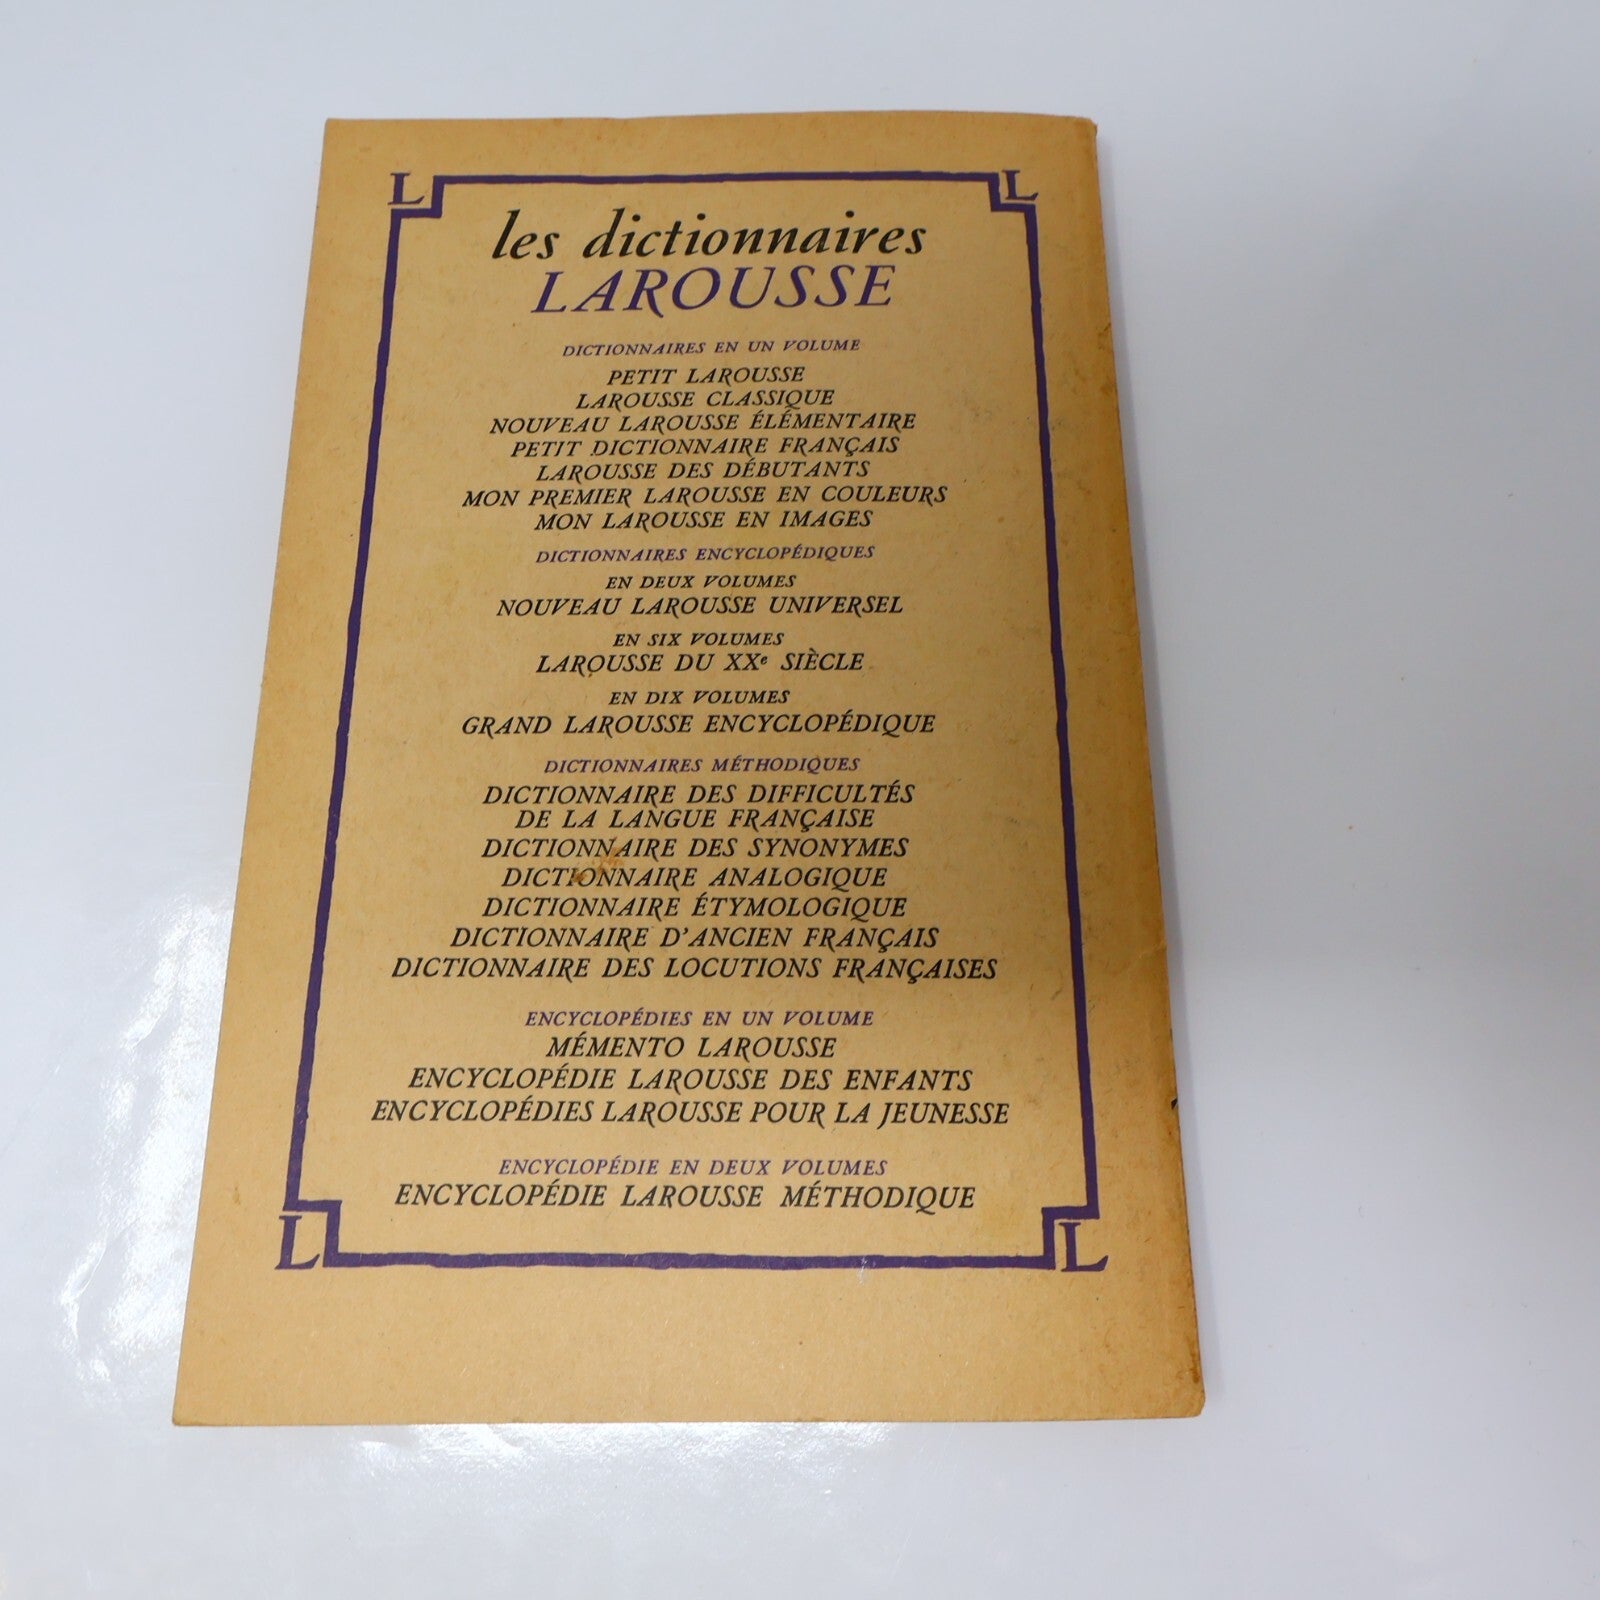 L L
les dictionnaires
LAROUSSE
DICTIONNAIRES EN UN VOLUME
PETIT LAROUSSE
LAROUSSE CLASSIQUE
NOUVEAU LAROUSSE ÉLÉMENTAIRE
PETIT DICTIONNAIRE FRANÇAIS
LAROUSSE DES DÉBUTANTS
MON PREMIER LAROUSSE EN COULEURS
MON LAROUSSE EN IMAGES
DICTIONNAIRES ENCYCLOPÉDIQUES
EN DEUX VOLUMES
NOUVEAU LAROUSSE UNIVERSEL
EN SIX VOLUMES
LAROUSSE DU XXe SIÈCLE
EN DIX VOLUMES
GRAND LAROUSSE ENCYCLOPÉDIQUE
DICTIONNAIRES MÉTHODIQUES
DICTIONNAIRE DES DIFFICULTÉS
DE LA LANGUE FRANÇAISE
DICTIONNAIRE DES SYNONYMES
DICTIONNAIRE ANALOGIQUE
DICTIONNAIRE ÉTYMOLOGIQUE
DICTIONNAIRE D'ANCIEN FRANÇAIS
DICTIONNAIRE DES LOCUTIONS FRANÇAISES
ENCYCLOPÉDIES EN UN VOLUME
MÉMENTO LAROUSSE
ENCYCLOPÉDIE LAROUSSE DES ENFANTS
ENCYCLOPÉDIES LAROUSSE POUR LA JEUNESSE
ENCYCLOPÉDIE EN DEUX VOLUMES
ENCYCLOPÉDIE LAROUSSE MÉTHODIQUE
L L